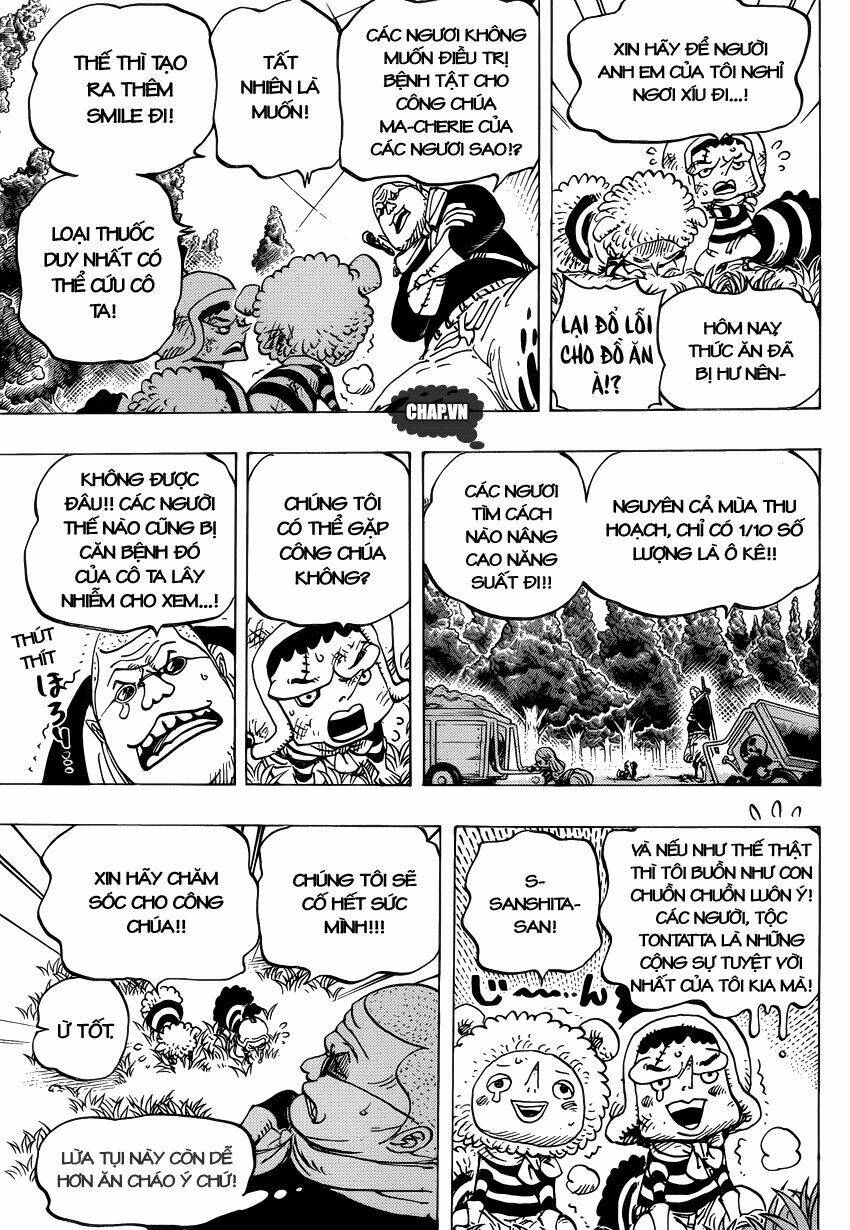 XIN HÃY ĐỂ NGƯỜI
ANH EM CỦA TÔI NGHỈ
NGƠI XÍU ĐI...!
HÔM NAY,
THỨC ĂN ĐÃ
BỊ HƯ NÊN-
LẠI ĐỔ LỖI
CHO ĐỒ ĂN
À!?
CÁC NGƯƠI KHÔNG
MUỐN ĐIỀU TRỊ
BỆNH TẬT CHO
CÔNG CHÚA
MA-CHERIE CỦA
CÁC NGƯƠI SAO!?
TẤT
NHIÊN LÀ
MUỐN!
THẾ THÌ TẠO
RA THÊM
SMILE ĐI!
LOẠI THUỐC
DUY NHẤT CÓ
THỂ CỨU CÔ
TA!
CHAP.VN
NGUYÊN CẢ MÙA THU
HOẠCH, CHỈ CÓ 1/10 SỐ
LƯỢNG LÀ Ô KÊ!!
CÁC NGƯƠI
TÌM CÁCH
NÀO NÂNG
CAO NĂNG
SUẤT ĐI!!
CHÚNG TÔI
CÓ THỂ GẶP
CÔNG CHÚA
KHÔNG?
KHÔNG ĐƯỢC
ĐÂU!! CÁC NGƯỜI
THẾ NÀO CŨNG BỊ
CĂN BỆNH ĐÓ
CỦA CÔ TA LÂY
NHIỄM CHO XEM...!
THÚT
THÍT
ほろ
VÀ NẾU NHƯ THẾ THẬT
THÌ TÔI BUỒN NHƯ CON
CHUỒN CHUỒN LUÔN Ý!
CÁC NGƯỜI, TỘC
TONTATTA LÀ NHỮNG
CỘNG SỰ TUYỆT VỜI
NHẤT CỦA TÔI KIA MÀ!
S-
SANSHITA-
SAN!
じ〜ん
CHÚNG TÔI SẼ
CỐ HẾT SỨC
MÌNH!!!
XIN HÃY CHĂM
SÓC CHO CÔNG
CHÚA!!
Ừ TỐT.
LỪA TỤI NÀY CÒN DỄ
HƠN ĂN CHÁO Ý CHỨ!